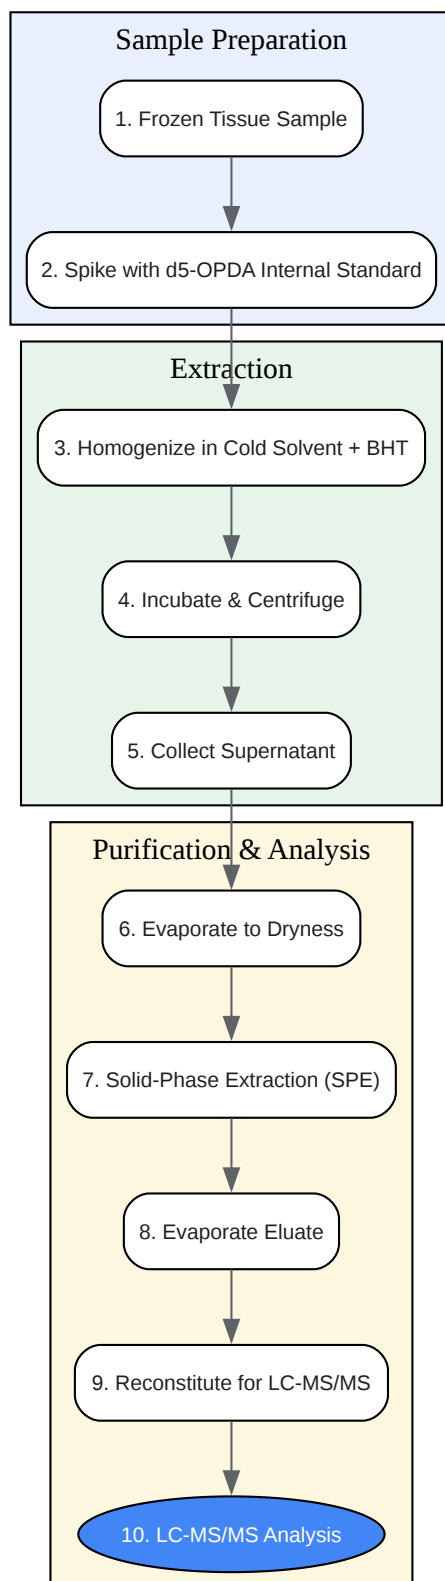 Sample Preparation
1. Frozen Tissue Sample
2. Spike with d5-OPDA Internal Standard
Extraction
3. Homogenize in Cold Solvent + BHT
4. Incubate & Centrifuge
5. Collect Supernatant
Purification & Analysis
6. Evaporate to Dryness
7. Solid-Phase Extraction (SPE)
8. Evaporate Eluate
9. Reconstitute for LC-MS/MS
10. LC-MS/MS Analysis